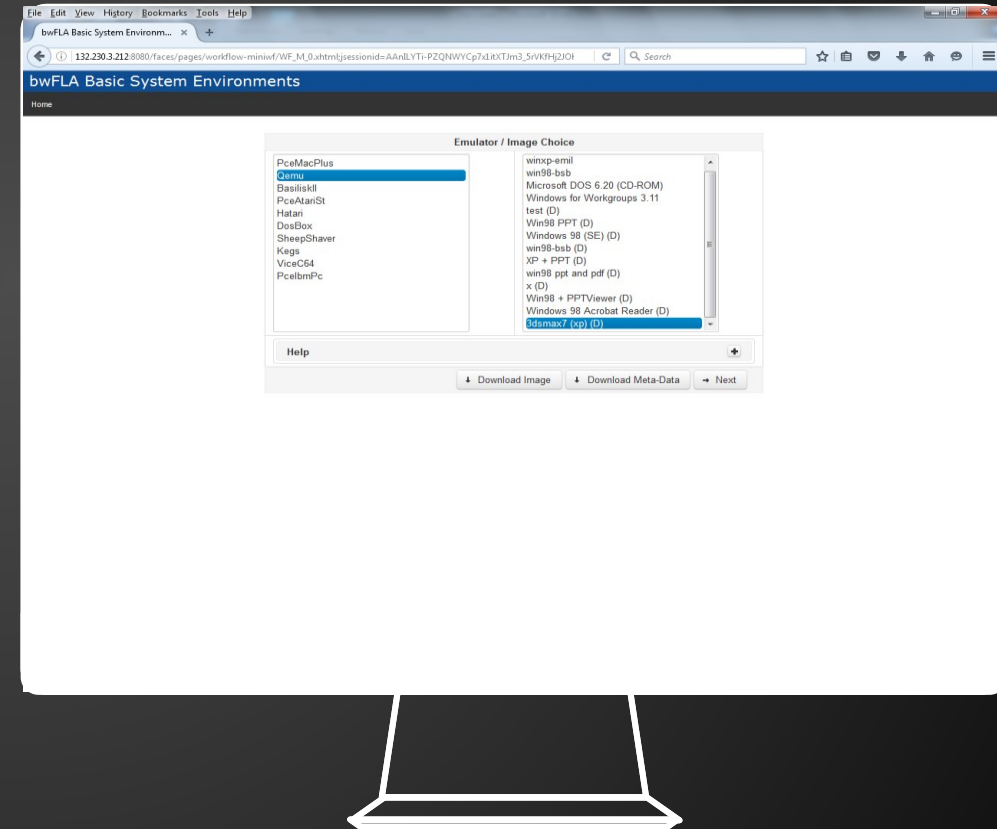 File Edit View History Bookmarks Tools Help
bwFLA Basic System Environm...
132.230.3.212:8080/faces/pages/workflow-miniwf/WF_M_0.xhtml;jsessionid=
Search
bwFLA Basic System Environments
Home
Emulator / Image Choice
PceMacPlus
Qemu
BasiliskII
PceAtariSt
Hatari
DosBox
SheepShaver
Kegs
ViceC64
PceIbmPc
winxp-emil
win98-bsb
Microsoft DOS 6.20 (CD-ROM)
Windows for Workgroups 3.11
test (D)
Win98 PPT (D)
Windows 98 (SE) (D)
win98-bsb (D)
XP + PPT (D)
win98 ppt and pdf (D)
x (D)
Win98 + PPTViewer (D)
Windows 98 Acrobat Reader (D)
3dsmax7 (xp) (D)
Help
Download Image Download Meta-Data Next